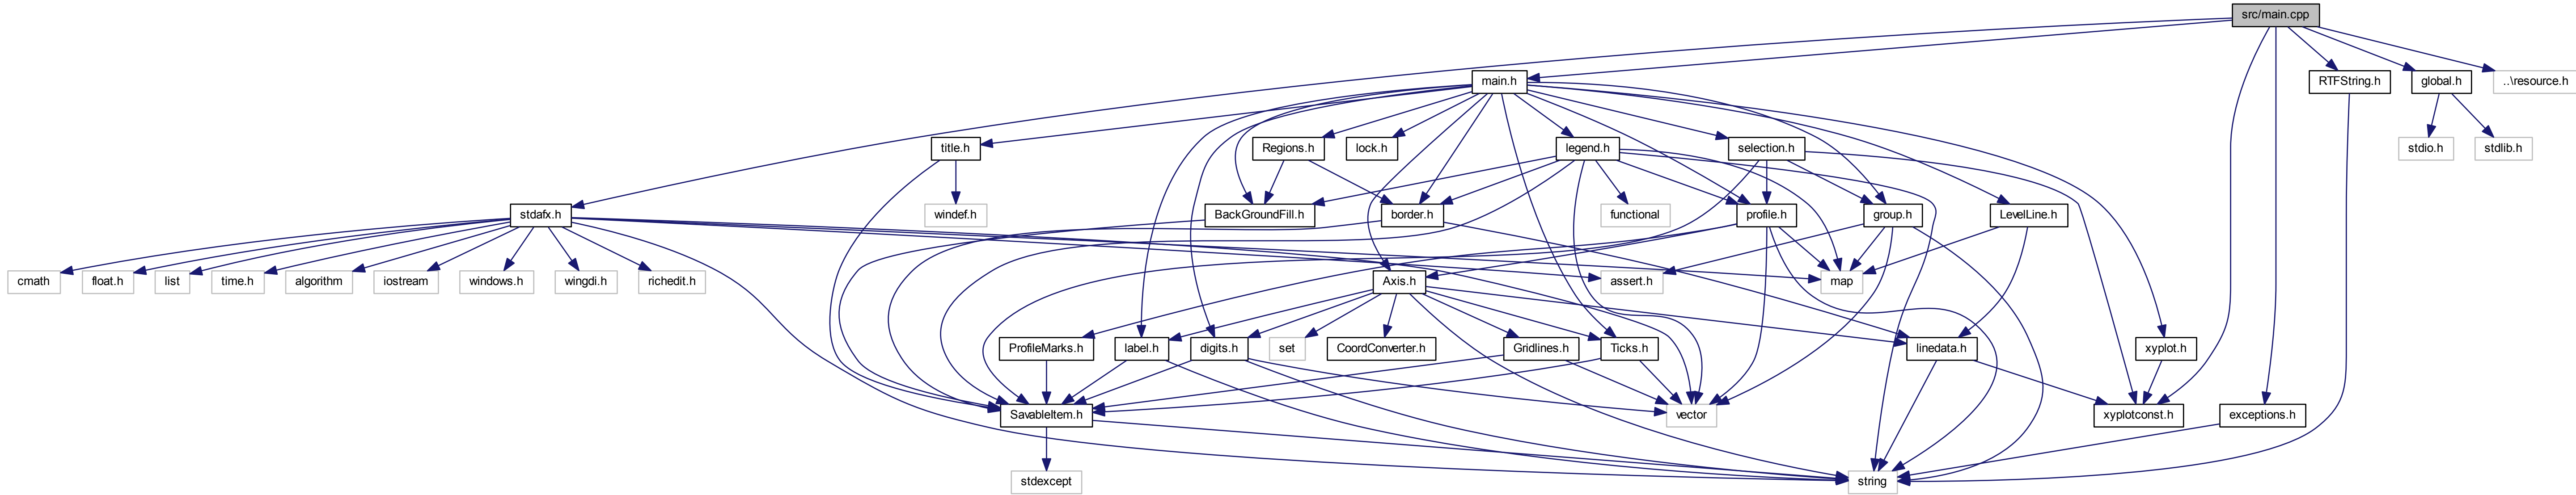 src/main.cpp
main.h
RTFString.h
global.h
..\resource.h
title.h
Regions.h
lock.h
legend.h
selection.h
stdio.h
stdlib.h
stdafx.h
windef.h
BackGroundFill.h
border.h
functional
profile.h
group.h
LevelLine.h
cmath
float.h
list
time.h
algorithm
iostream
windows.h
wingdi.h
richedit.h
Axis.h
assert.h
map
ProfileMarks.h
label.h
digits.h
set
CoordConverter.h
Gridlines.h
Ticks.h
linedata.h
xyplot.h
SavableItem.h
vector
xyplotconst.h
exceptions.h
stdexcept
string